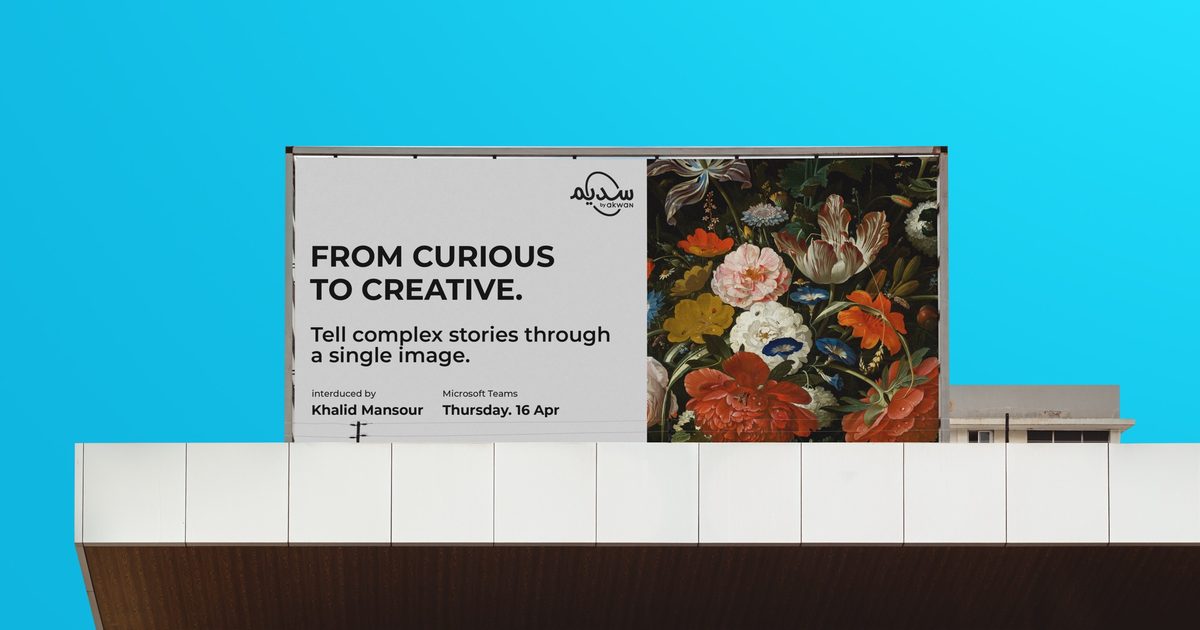 سديم
by akwan
FROM CURIOUS
TO CREATIVE.
Tell complex stories through
a single image.
interduced by
Khalid Mansour
Microsoft Teams
Thursday. 16 Apr